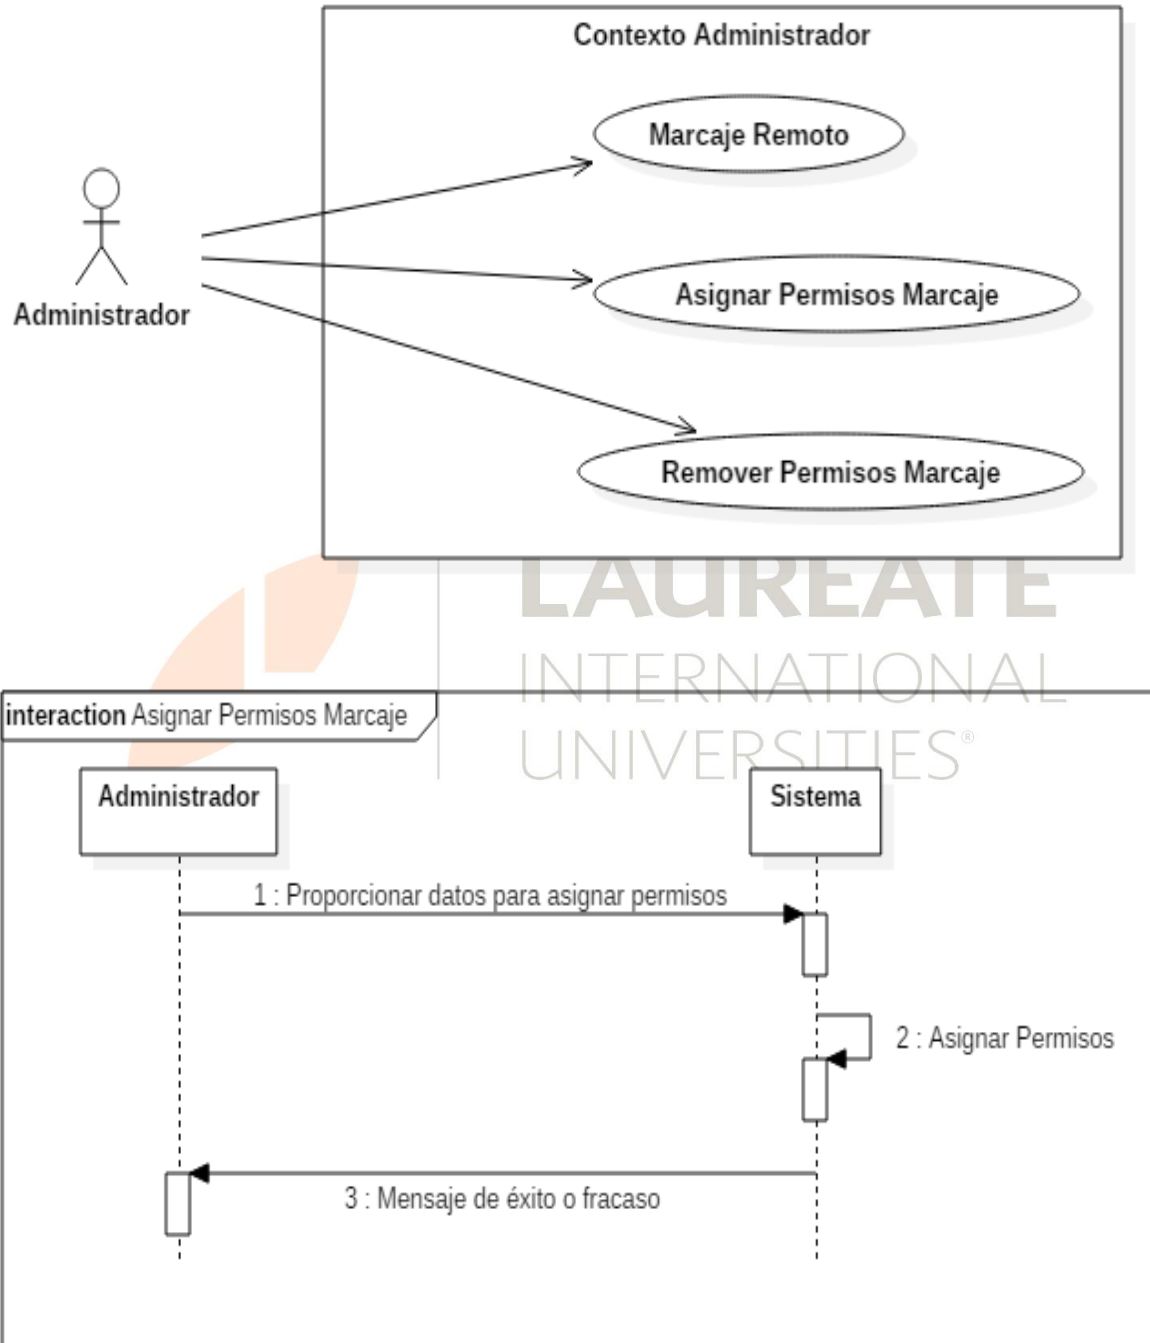 Contexto Administrador
Marcaje Remoto
Asignar Permisos Marcaje
Remover Permisos Marcaje
Administrador
LAUREATE
INTERNATIONAL
UNIVERSITIES®
interaction Asignar Permisos Marcaje
Administrador
Sistema
1 : Proporcionar datos para asignar permisos
2 : Asignar Permisos
3 : Mensaje de éxito o fracaso